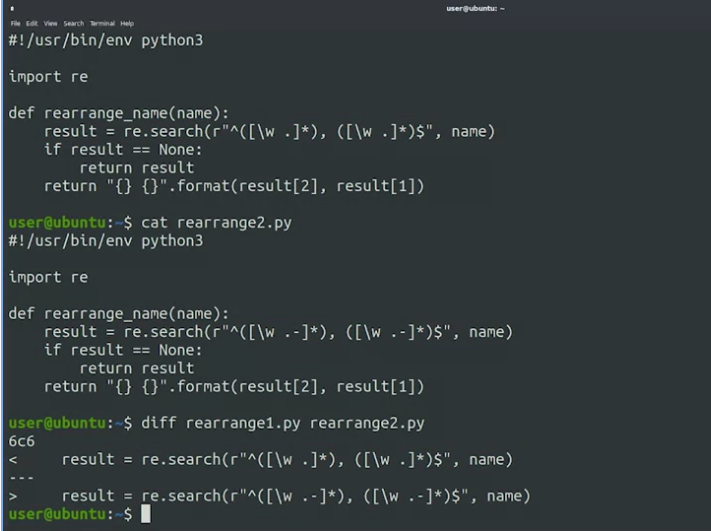 user@ubuntu: ~
File Edit View Search Terminal Help
#!/usr/bin/env python3

import re

def rearrange_name(name):
    result = re.search(r"^([\w .]*), ([\w .]*)$", name)
    if result == None:
        return result
    return "{} {}".format(result[2], result[1])

user@ubuntu:~$ cat rearrange2.py
#!/usr/bin/env python3

import re

def rearrange_name(name):
    result = re.search(r"^([\w .-]*), ([\w .-]*)$", name)
    if result == None:
        return result
    return "{} {}".format(result[2], result[1])

user@ubuntu:~$ diff rearrange1.py rearrange2.py
6c6
<     result = re.search(r"^([\w .]*), ([\w .]*)$", name)
---
>     result = re.search(r"^([\w .-]*), ([\w .-]*)$", name)
user@ubuntu:~$